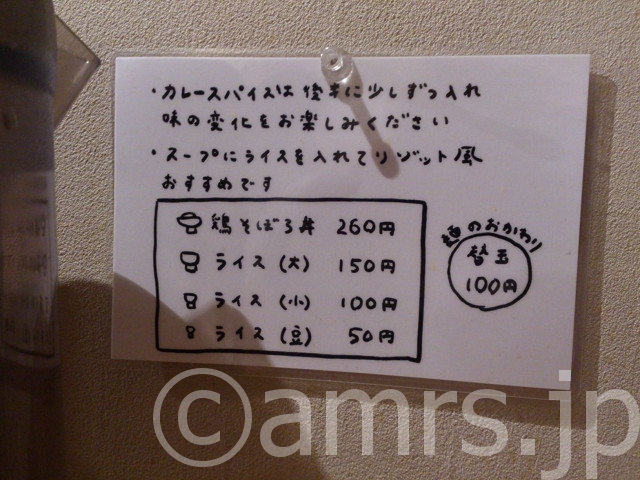 ・カレースパイスは後半に少しずつ入れ
味の変化をお楽しみください
・スープにライスを入れてリゾット風
おすすめです
鶏そぼろ丼 260円
ライス (大) 150円
ライス (小) 100円
ライス (豆) 50円
麺のおかわり
替玉
100円
©amrs.jp